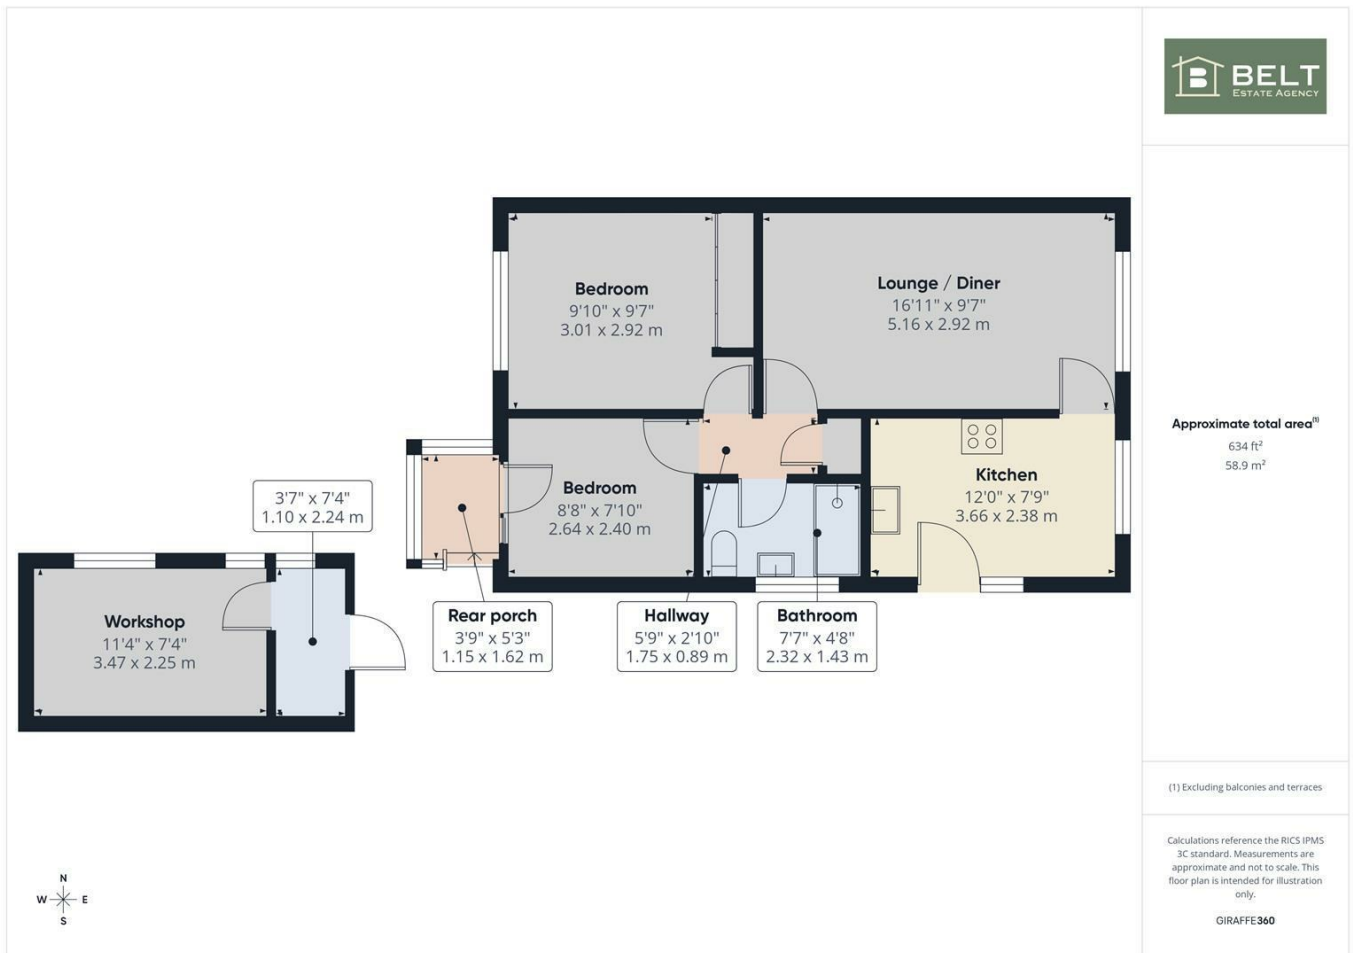 B BELT
ESTATE AGENCY
Bedroom
9'10" x 9'7"
3.01 x 2.92 m
Lounge / Diner
16'11" x 9'7"
5.16 x 2.92 m
Approximate total area(1)
634 ft²
58.9 m²
Bedroom
8'8" x 7'10"
2.64 x 2.40 m
Kitchen
12'0" x 7'9"
3.66 x 2.38 m
3'7" x 7'4"
1.10 x 2.24 m
Workshop
11'4" x 7'4"
3.47 x 2.25 m
Rear porch
3'9" x 5'3"
1.15 x 1.62 m
Hallway
5'9" x 2'10"
1.75 x 0.89 m
Bathroom
7'7" x 4'8"
2.32 x 1.43 m
(1) Excluding balconies and terraces
Calculations reference the RICS IPMS
3C standard. Measurements are
approximate and not to scale. This
floor plan is intended for illustration
only.
GIRAFFE360
N
W E
S